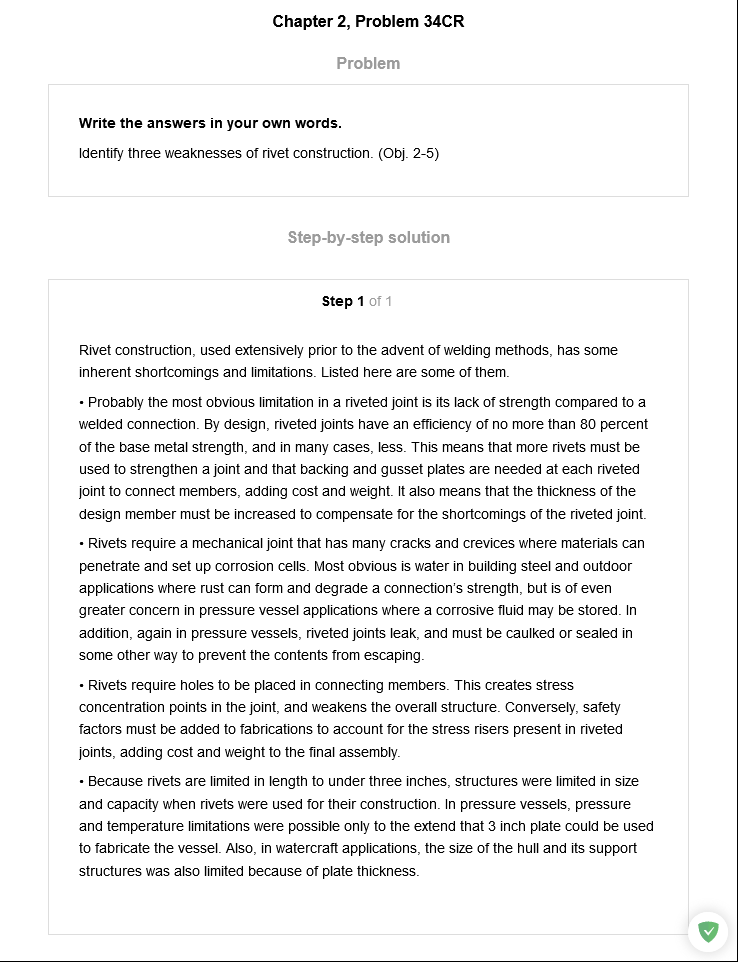 Chapter 2, Problem 34CR
Problem
Write the answers in your own words.
Identify three weaknesses of rivet construction. (Obj. 2-5)
Step-by-step solution
Step 1 of 1
Rivet construction, used extensively prior to the advent of welding methods, has some
inherent shortcomings and limitations. Listed here are some of them.
• Probably the most obvious limitation in a riveted joint is its lack of strength compared to a
welded connection. By design, riveted joints have an efficiency of no more than 80 percent
of the base metal strength, and in many cases, less. This means that more rivets must be
used to strengthen a joint and that backing and gusset plates are needed at each riveted
joint to connect members, adding cost and weight. It also means that the thickness of the
design member must be increased to compensate for the shortcomings of the riveted joint.
• Rivets require a mechanical joint that has many cracks and crevices where materials can
penetrate and set up corrosion cells. Most obvious is water in building steel and outdoor
applications where rust can form and degrade a connection's strength, but is of even
greater concern in pressure vessel applications where a corrosive fluid may be stored. In
addition, again in pressure vessels, riveted joints leak, and must be caulked or sealed in
some other way to prevent the contents from escaping.
• Rivets require holes to be placed in connecting members. This creates stress
concentration points in the joint, and weakens the overall structure. Conversely, safety
factors must be added to fabrications to account for the stress risers present in riveted
joints, adding cost and weight to the final assembly.
• Because rivets are limited in length to under three inches, structures were limited in size
and capacity when rivets were used for their construction. In pressure vessels, pressure
and temperature limitations were possible only to the extend that 3 inch plate could be used
to fabricate the vessel. Also, in watercraft applications, the size of the hull and its support
structures was also limited because of plate thickness.